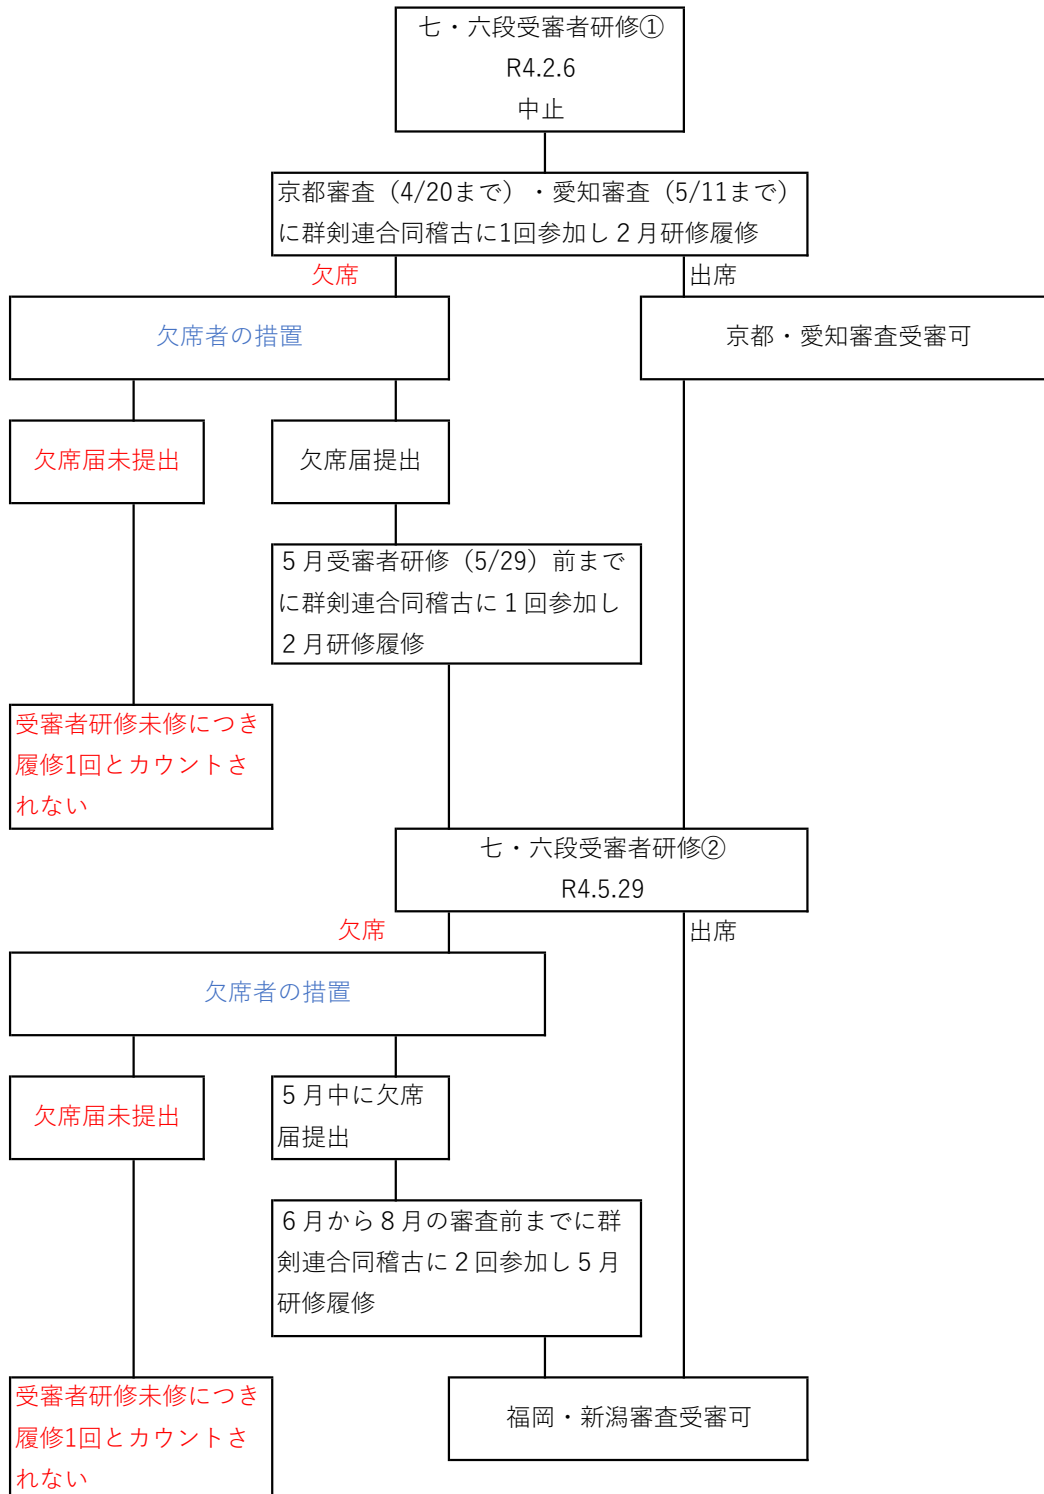 七・六段受審者研修①
R4.2.6
中止
京都審査（4/20まで）・愛知審査（5/11まで）
に群剣連合同稽古に1回参加し２月研修履修
欠席
出席
欠席者の措置
京都・愛知審査受審可
欠席届未提出
欠席届提出
５月受審者研修（5/29）前まで
に群剣連合同稽古に１回参加し
２月研修履修
受審者研修未修につき
履修1回とカウントさ
れない
七・六段受審者研修②
R4.5.29
欠席
出席
欠席者の措置
欠席届未提出
５月中に欠席
届提出
６月から８月の審査前までに群
剣連合同稽古に２回参加し５月
研修履修
受審者研修未修につき
履修1回とカウントさ
れない
福岡・新潟審査受審可